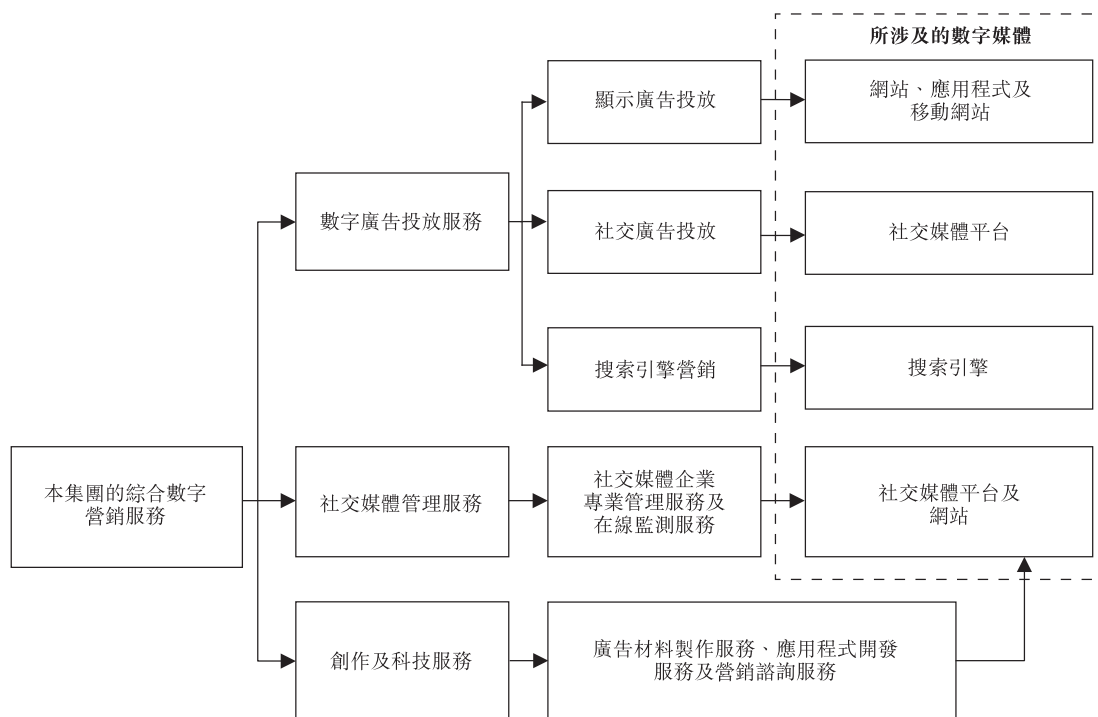 所涉及的數字媒體
顯示廣告投放
網站、應用程式及
移動網站
數字廣告投放服務
社交廣告投放
社交媒體平台
搜索引擎營銷
搜索引擎
本集團的綜合數字
營銷服務
社交媒體管理服務
社交媒體企業
專業管理服務及
在線監測服務
社交媒體平台及
網站
創作及科技服務
廣告材料製作服務、應用程式開發
服務及營銷諮詢服務